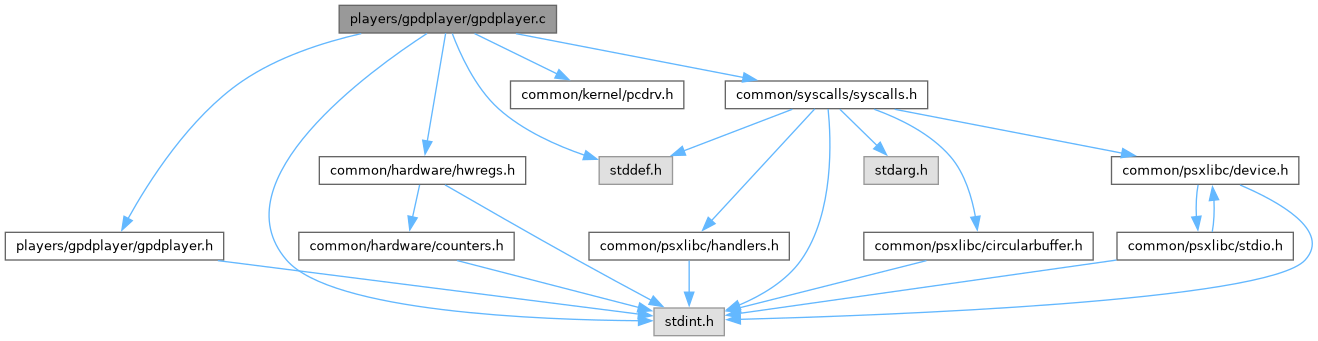 players/gpdplayer/gpdplayer.c
common/kernel/pcdrv.h
common/syscalls/syscalls.h
common/hardware/hwregs.h
stddef.h
stdarg.h
common/psxlibc/device.h
players/gpdplayer/gpdplayer.h
common/hardware/counters.h
common/psxlibc/handlers.h
common/psxlibc/circularbuffer.h
common/psxlibc/stdio.h
stdint.h